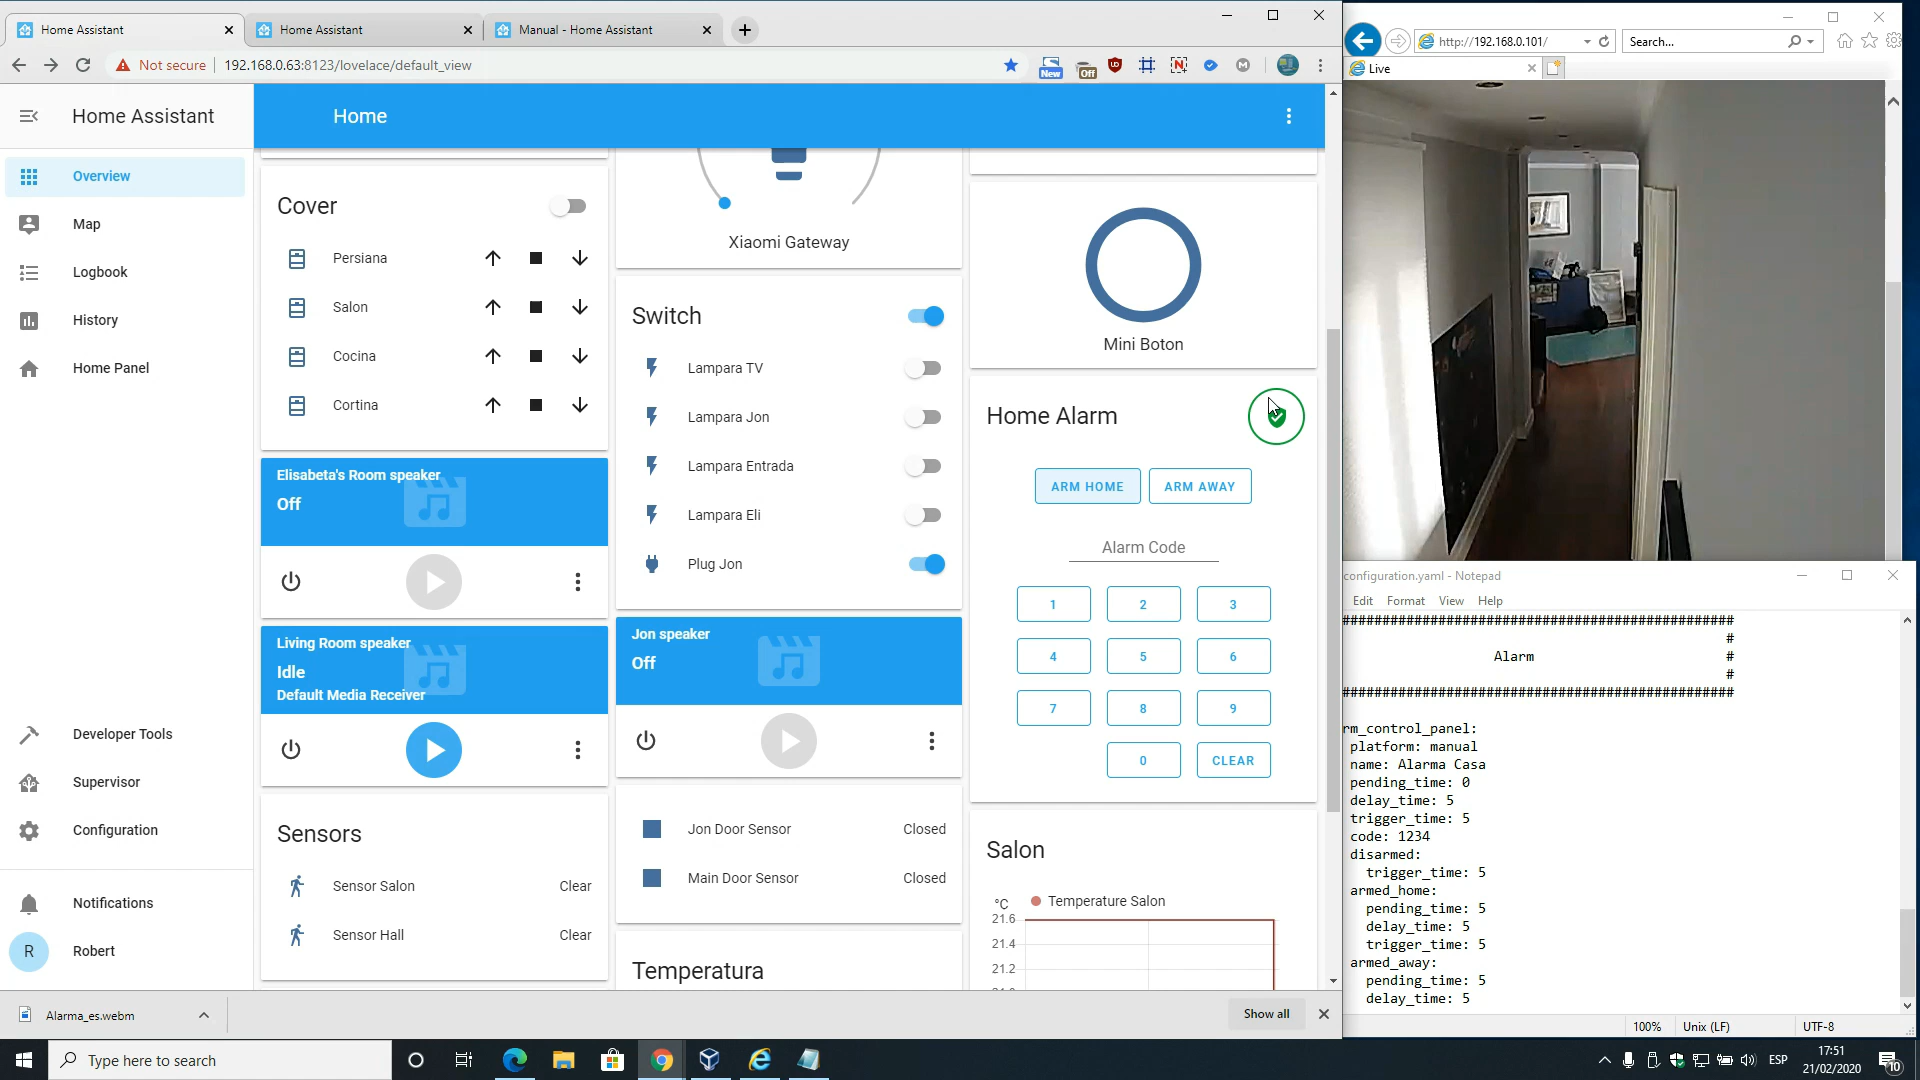 Home Assistant
Home Assistant
Manual - Home Assistant
Not secure
192.168.0.63:8123/lovelace/default_view
New
Off
Home Assistant
Home
Overview
Map
Logbook
History
Home Panel
Developer Tools
Supervisor
Configuration
Notifications
R
Robert
Cover
Persiana
Salon
Cocina
Cortina
Elisabeta's Room speaker
Off
Living Room speaker
Idle
Default Media Receiver
Sensors
Sensor Salon Clear
Sensor Hall Clear
Xiaomi Gateway
Switch
Lampara TV
Lampara Jon
Lampara Entrada
Lampara Eli
Plug Jon
Jon speaker
Off
Jon Door Sensor Closed
Main Door Sensor Closed
Temperatura
Mini Boton
Home Alarm
ARM HOME ARM AWAY
Alarm Code
1 2 3
4 5 6
7 8 9
0 CLEAR
Salon
°C Temperature Salon
21.6
21.4
21.2
http://192.168.0.101/
Search...
Live
configuration.yaml - Notepad
Edit Format View Help
#################################################
#
Alarm #
#
#################################################
rm_control_panel:
platform: manual
name: Alarma Casa
pending_time: 0
delay_time: 5
trigger_time: 5
code: 1234
disarmed:
trigger_time: 5
armed_home:
pending_time: 5
delay_time: 5
trigger_time: 5
armed_away:
pending_time: 5
delay_time: 5
100% Unix (LF) UTF-8
Alarma_es.webm
Show all
Type here to search
ESP
17:51
21/02/2020
10